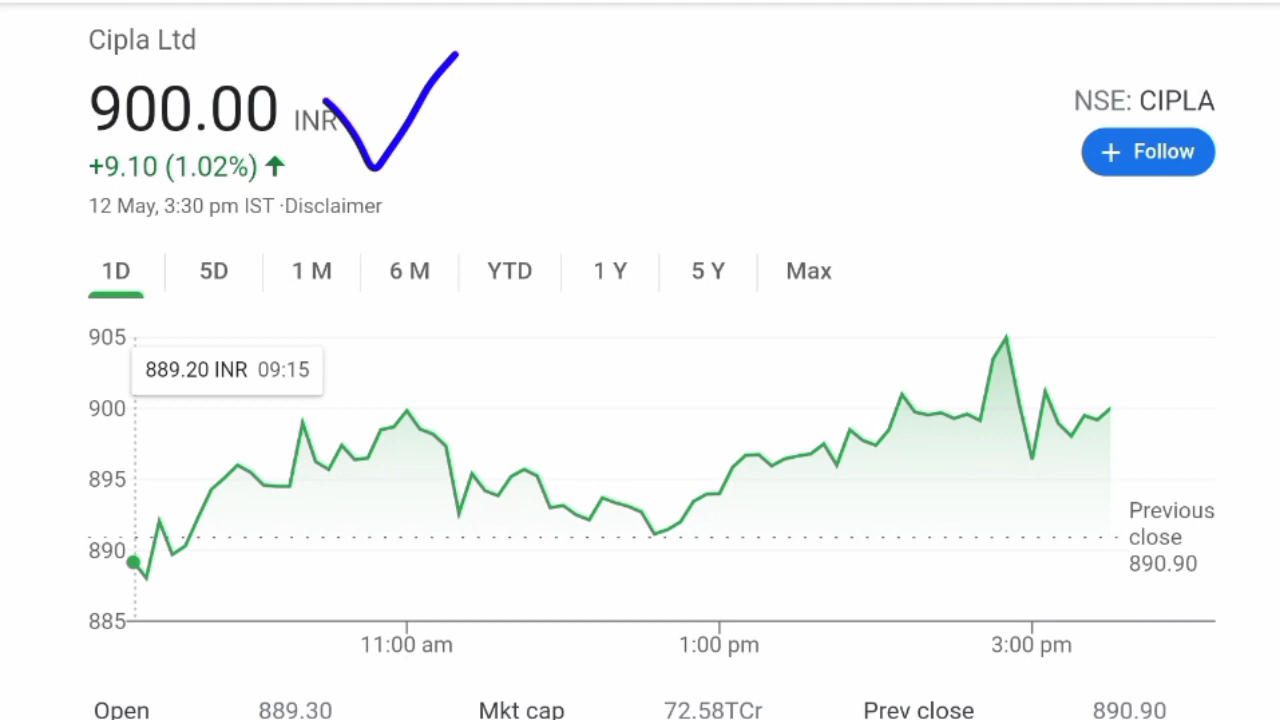 Cipla Ltd
900.00 INR
NSE: CIPLA
+ Follow
+9.10 (1.02%)
12 May, 3:30 pm IST ·Disclaimer
1D 5D 1 M 6 M YTD 1 Y 5 Y Max
905
889.20 INR 09:15
900
895
Previous
close
890.90
890
885
11:00 am 1:00 pm 3:00 pm
Open 889.30 Mkt cap 72.58TCr Prev close 890.90